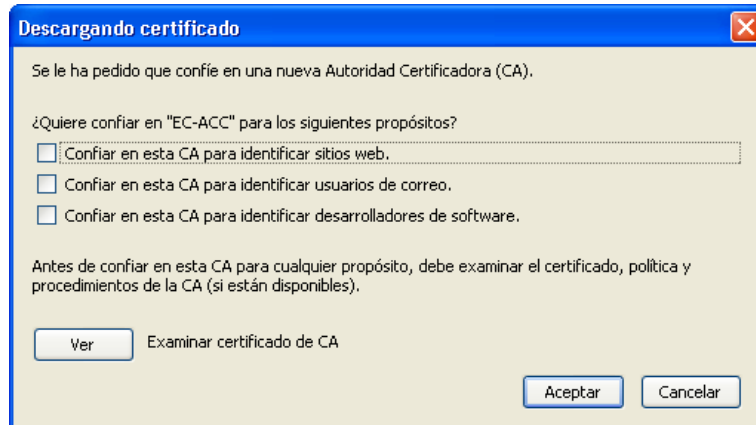 Descargando certificado
Se le ha pedido que confíe en una nueva Autoridad Certificadora (CA).
¿Quiere confiar en "EC-ACC" para los siguientes propósitos?
Confiar en esta CA para identificar sitios web.
Confiar en esta CA para identificar usuarios de correo.
Confiar en esta CA para identificar desarrolladores de software.
Antes de confiar en esta CA para cualquier propósito, debe examinar el certificado, política y
procedimientos de la CA (si están disponibles).
Ver Examinar certificado de CA
Aceptar Cancelar